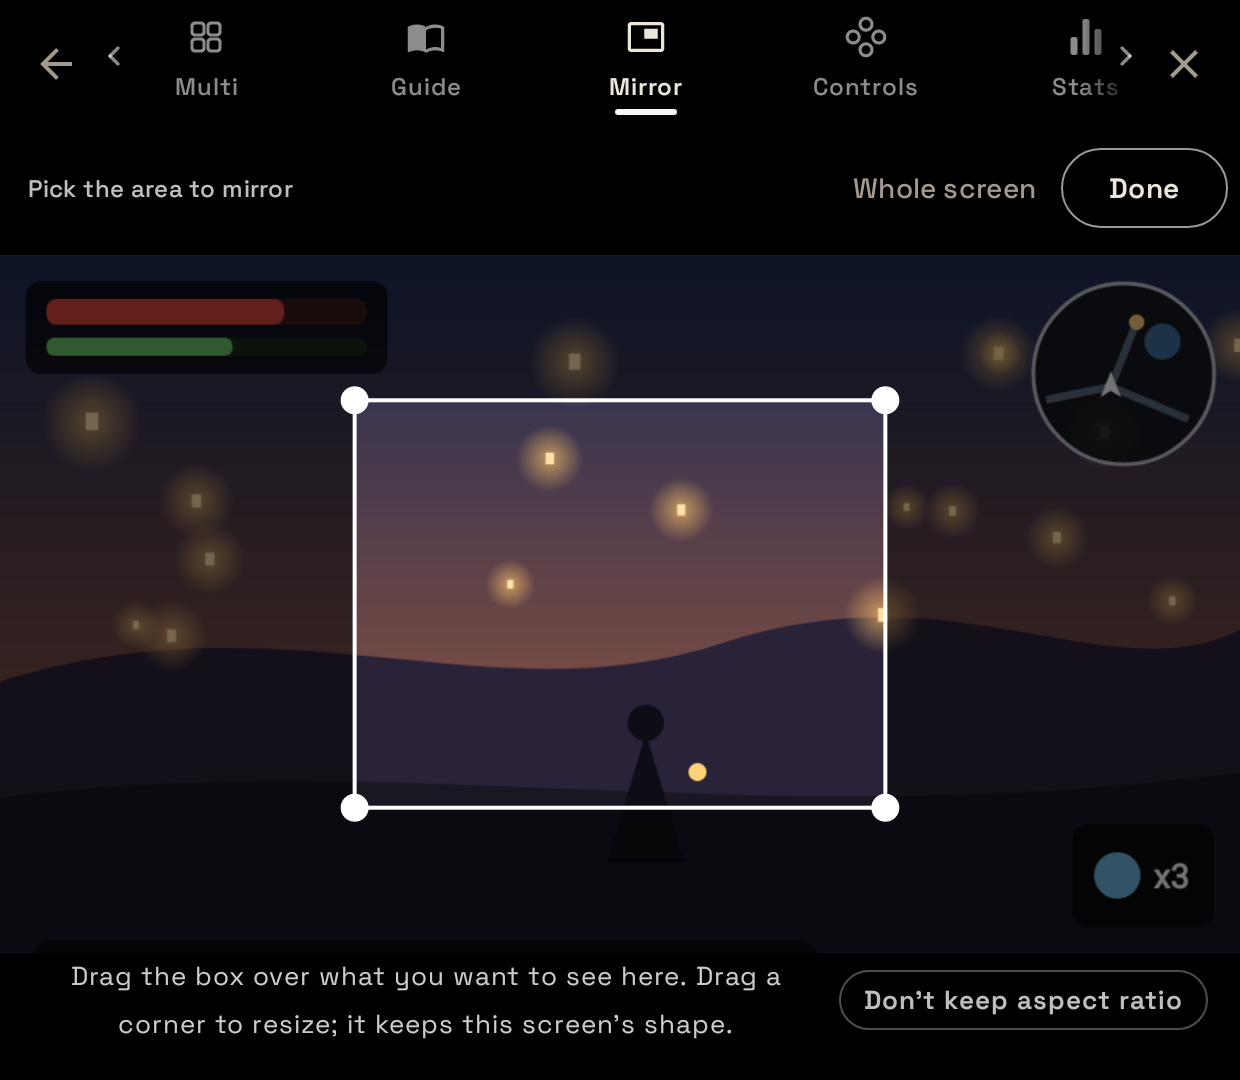 Multi
Guide
Mirror
Controls
Stats
Pick the area to mirror
Whole screen
Done
x3
Drag the box over what you want to see here. Drag a
corner to resize; it keeps this screen’s shape.
Don’t keep aspect ratio